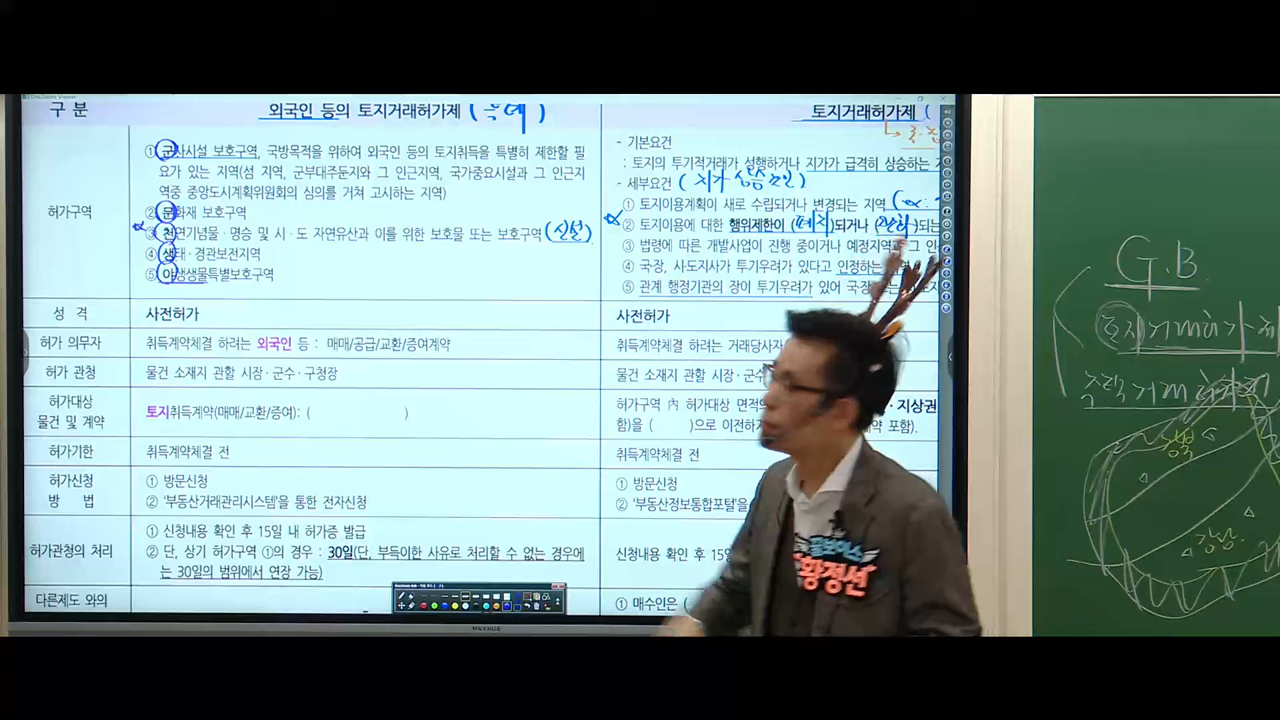 구 분
외국인 등의 토지거래허가제
토지거래허가제 (
허가구역
① 군사시설 보호구역, 국방목적을 위하여 외국인 등의 토지취득을 특별히 제한할 필
요가 있는 지역(섬 지역, 군부대주둔지와 그 인근지역, 국가중요시설과 그 인근지
역중 중앙도시계획위원회의 심의를 거쳐 고시하는 지역)
② 문화재 보호구역
③ 천연기념물·명승 및 시·도 자연유산과 이를 위한 보호물 또는 보호구역 (신설)
④ 생태·경관보전지역
⑤ 야생생물특별보호구역
- 기본요건
: 토지의 투기적거래가 성행하거나 지가가 급격히 상승하는
- 세부요건 (지가 상승 요인)
① 토지이용계획이 새로 수립되거나 변경되는 지역
② 토지이용에 대한 행위제한이 (폐지)되거나 (완화)되는
③ 법령에 따른 개발사업이 진행 중이거나 예정지역과 그 인
④ 국장, 시도지사가 투기우려가 있다고 인정하는
⑤ 관계 행정기관의 장이 투기우려가 있어 국장
성 격
사전허가
사전허가
허가 의무자
취득계약체결 하려는 외국인 등 : 매매/공급/교환/증여계약
취득계약체결 하려는 거래당사자
허가 관청
물건 소재지 관할 시장·군수·구청장
물건 소재지 관할 시장·군수
허가대상
물건 및 계약
토지취득계약(매매/교환/증여): ( )
허가구역 內 허가대상 면적
·지상권
함)을 ( )으로 이전하거
약 포함).
허가기한
취득계약체결 전
취득계약체결 전
허가신청
방 법
① 방문신청
② '부동산거래관리시스템'을 통한 전자신청
① 방문신청
② '부동산정보통합포털'을
허가관청의 처리
① 신청내용 확인 후 15일 내 허가증 발급
② 단, 상기 허가구역 ①의 경우 : 30일(단, 부득이한 사유로 처리할 수 없는 경우에
는 30일의 범위에서 연장 가능)
신청내용 확인 후 15일
다른제도 와의
① 매수인은 (
MAXHUB
황정선
G.B
토지거래허가제
강북
강남